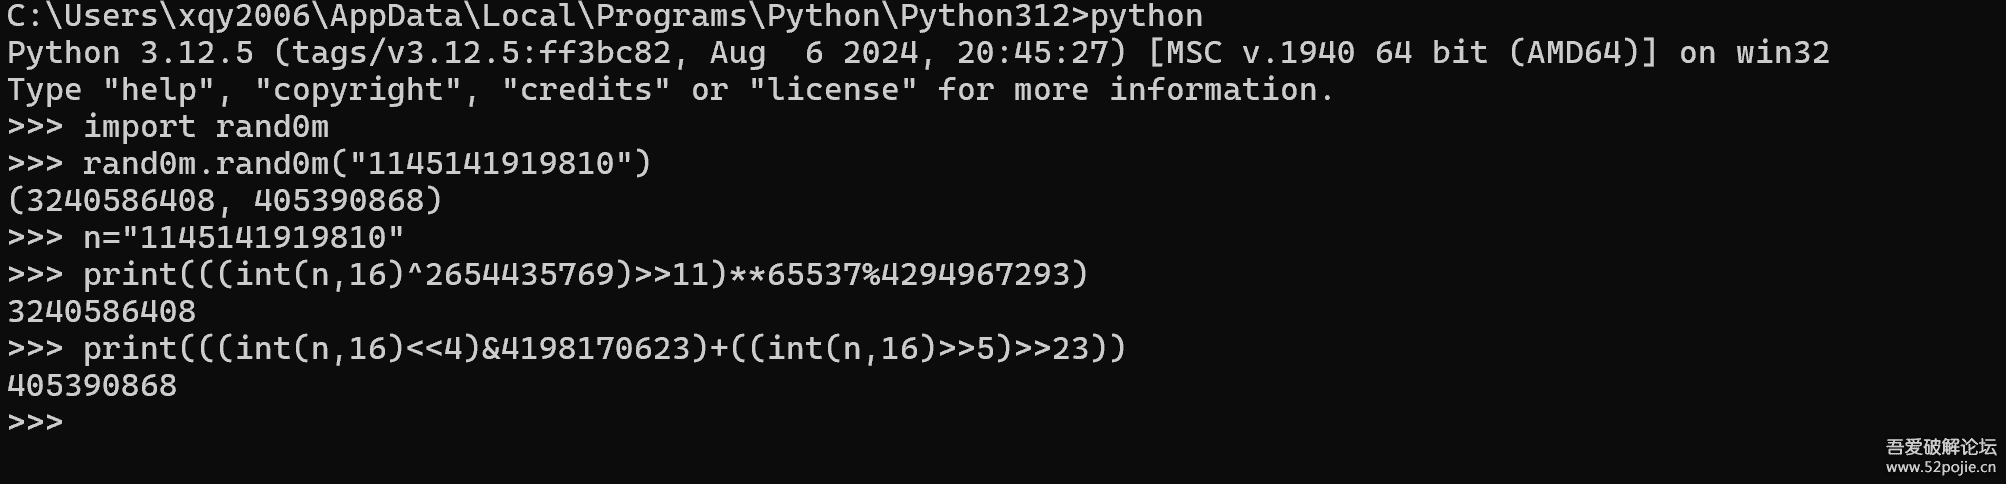 C:\Users\xqy2006\AppData\Local\Programs\Python\Python312>python
Python 3.12.5 (tags/v3.12.5:ff3bc82, Aug  6 2024, 20:45:27) [MSC v.1940 64 bit (AMD64)] on win32
Type "help", "copyright", "credits" or "license" for more information.
>>> import rand0m
>>> rand0m.rand0m("1145141919810")
(3240586408, 405390868)
>>> n="1145141919810"
>>> print(((int(n,16)^2654435769)>>11)**65537%4294967293)
3240586408
>>> print(((int(n,16)<<4)&4198170623)+((int(n,16)>>5)>>23))
405390868
>>>
吾爱破解论坛
www.52pojie.cn